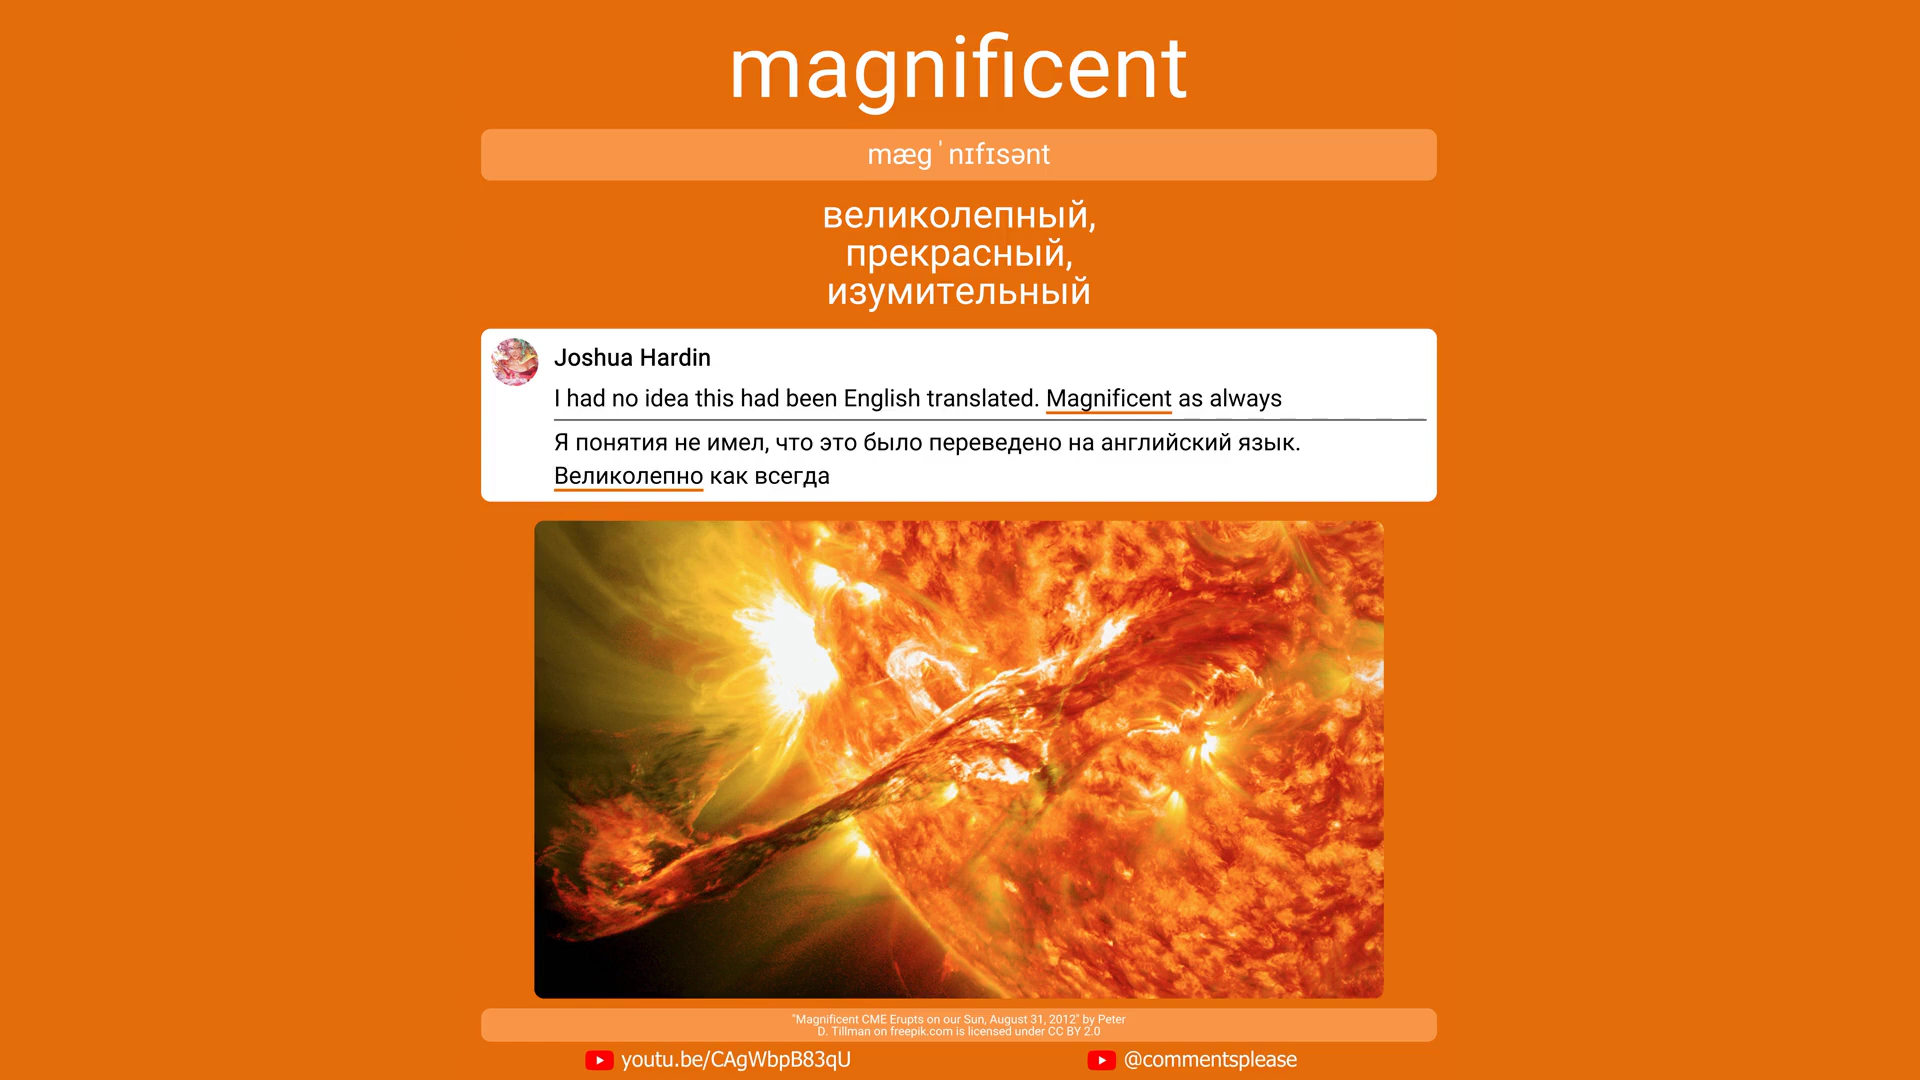 magnificent
mæɡˈnɪfɪsənt
великолепный,
прекрасный,
изумительный
Joshua Hardin
I had no idea this had been English translated. Magnificent as always
Я понятия не имел, что это было переведено на английский язык.
Великолепно как всегда
"Magnificent CME Erupts on our Sun, August 31, 2012" by Peter
D. Tillman on freepik.com is licensed under CC BY 2.0
youtu.be/CAgWbpB83qU
@commentsplease